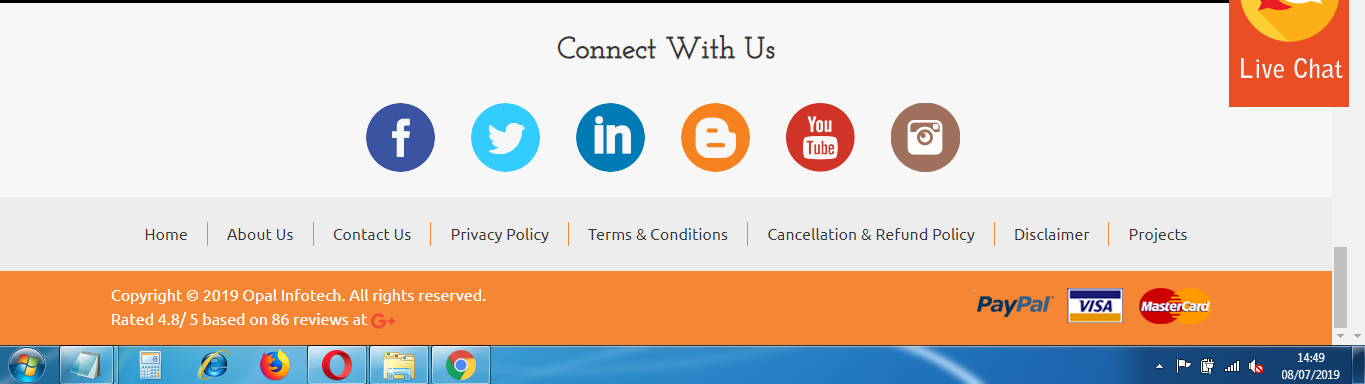 Connect With Us
Live Chat
f
in
B
You
Tube
Home
About Us
Contact Us
Privacy Policy
Terms & Conditions
Cancellation & Refund Policy
Disclaimer
Projects
Copyright © 2019 Opal Infotech. All rights reserved.
Rated 4.8/ 5 based on 86 reviews at G+
PayPal
VISA
MasterCard
14:49
08/07/2019